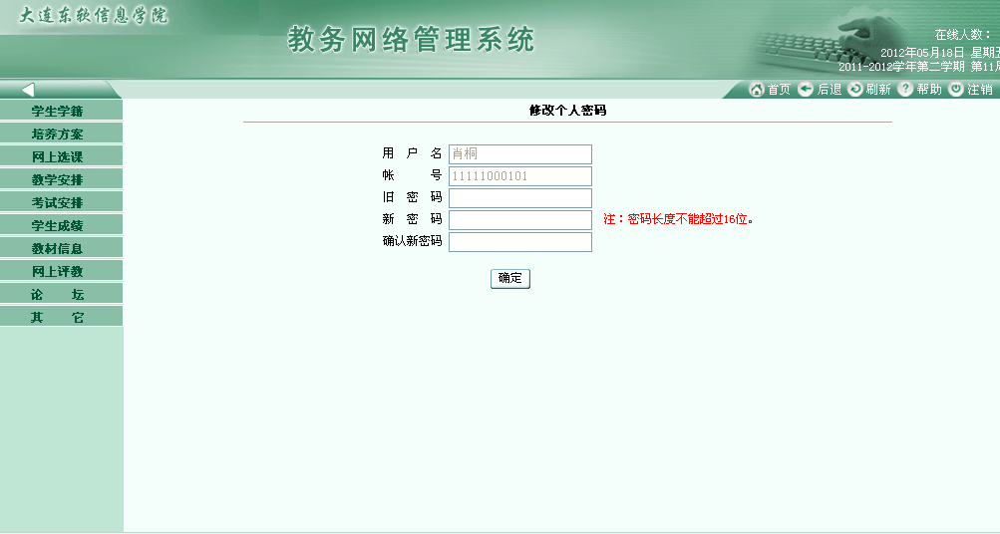 大连东软信息学院
教务网络管理系统
在线人数：
2012年05月18日 星期五
2011-2012学年第二学期 第11周
首页 后退 刷新 帮助 注销
学生学籍
培养方案
网上选课
教学安排
考试安排
学生成绩
教材信息
网上评教
论 坛
其 它
修改个人密码
用 户 名 肖桐
帐 号 11111000101
旧 密 码
新 密 码 注：密码长度不能超过16位。
确认新密码
确定